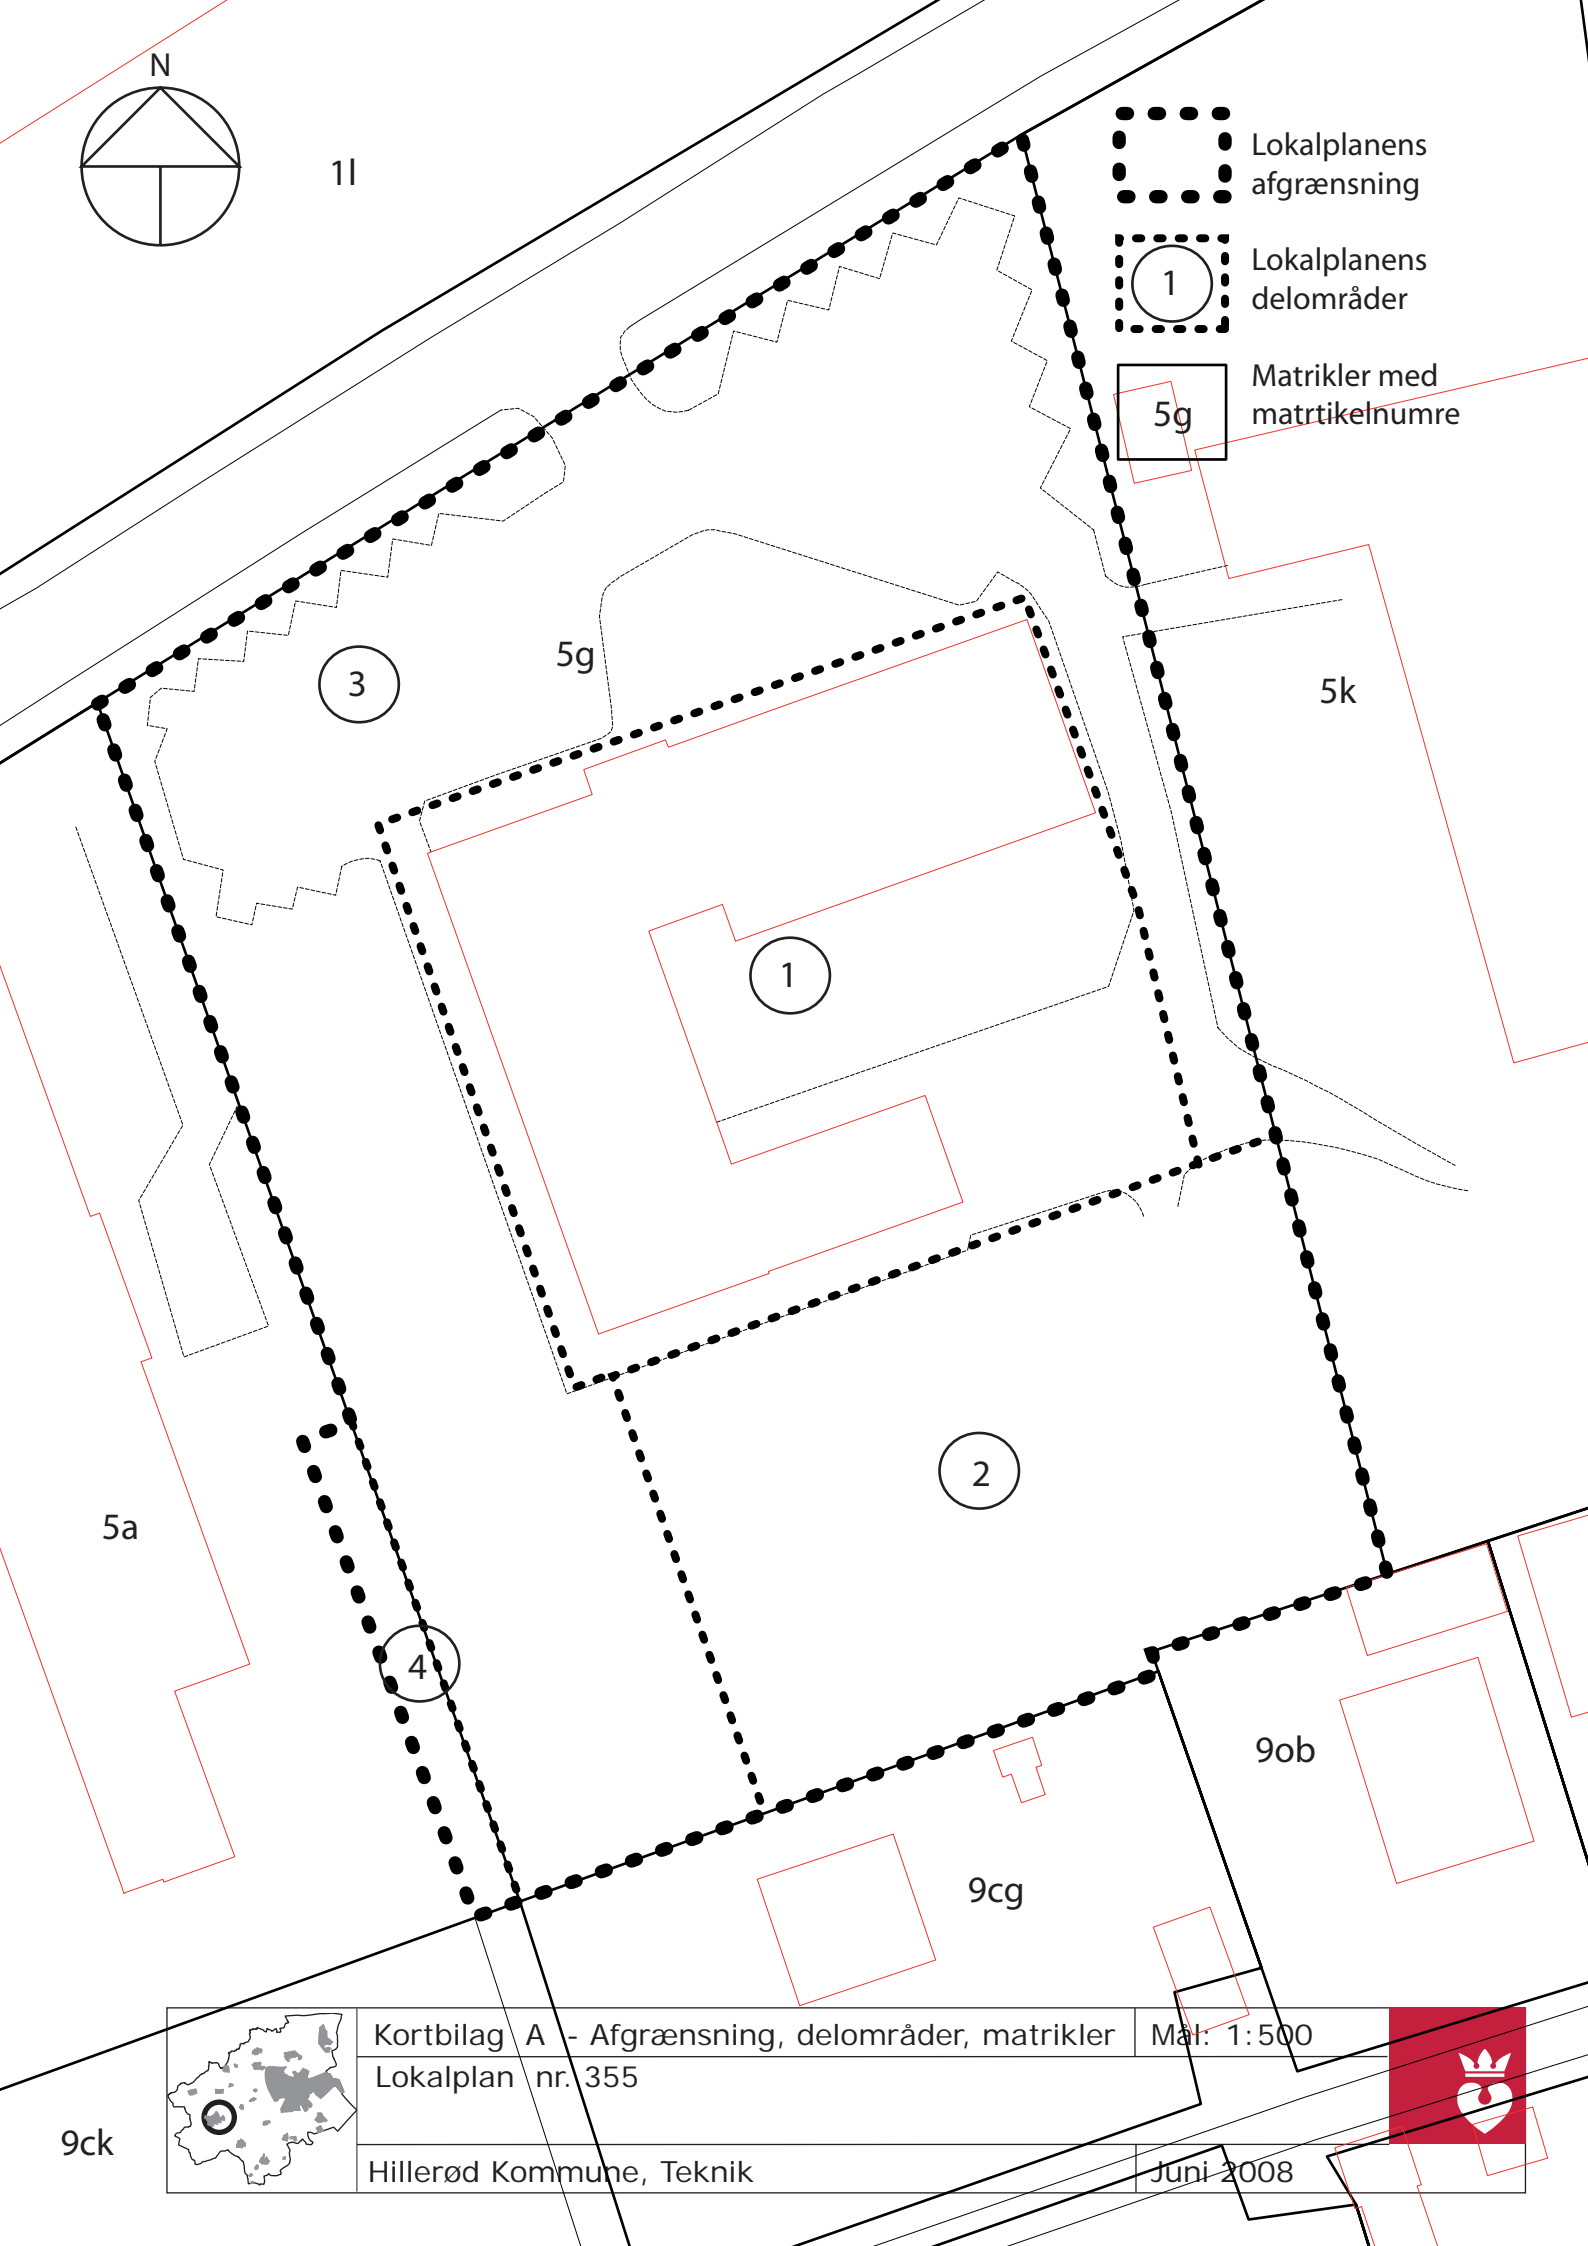 N
1l
Lokalplanens
afgrænsning
1
Lokalplanens
delområder
5g
Matrikler med
matrtikelnumre
5g
3
5k
1
2
5a
4
9ob
9cg
9ck
Kortbilag A - Afgrænsning, delområder, matrikler
Mål: 1:500
Lokalplan nr. 355
Hillerød Kommune, Teknik
Juni 2008